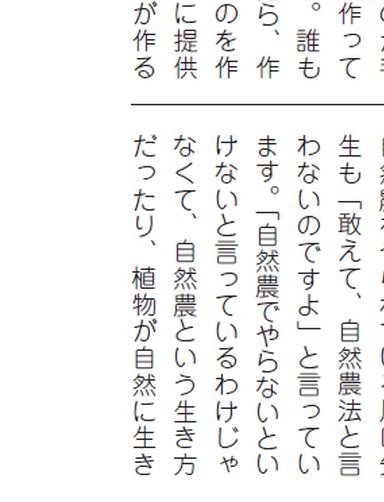 作って
。誰も
ら、作
のを作
に提供
が作る
生も「敢えて、自然農法と言
わないのですよ」と言ってい
ます。「自然農でやらないとい
けないと言っているわけじゃ
なくて、自然農という生き方
だったり、植物が自然に生き